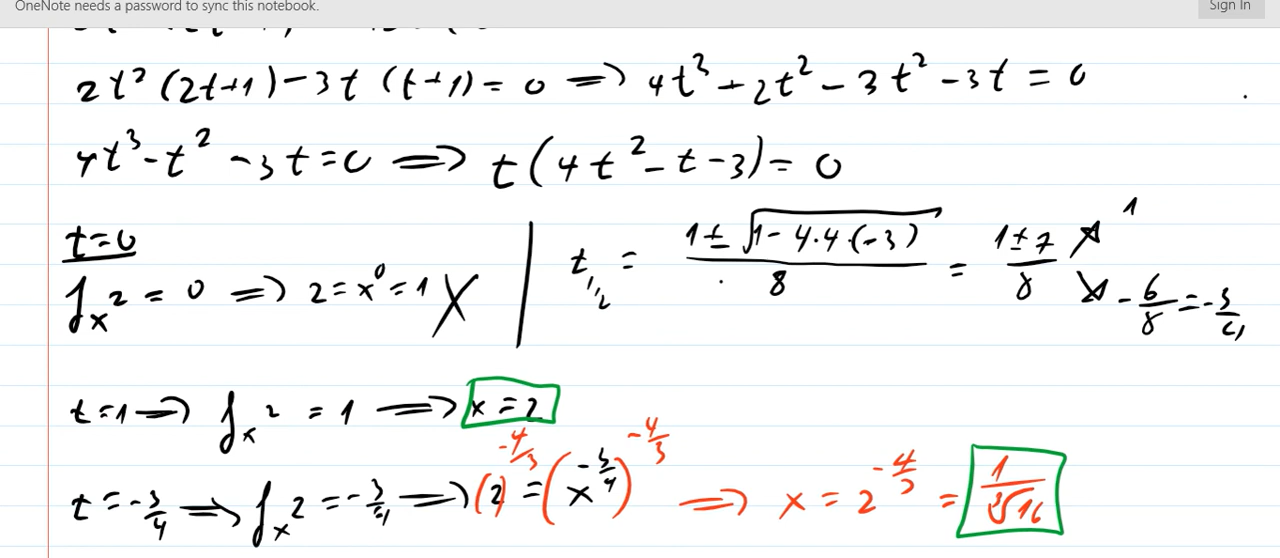 OneNote needs a password to sync this notebook. Sign In
2t²(2t+1)-3t(t+1)=0 ⇒ 4t³+2t²-3t²-3t=0
4t³-t²-3t=0 ⇒ t(4t²-t-3)=0
t=0 | t₁,₂ = (1±√(1-4·4·(-3)))/8 = (1±7)/8 ↗ 1 ↘ -6/8=-3/4
∫ₓ2=0 ⇒ 2=x⁰=1 X
t=1 ⇒ ∫ₓ2=1 ⇒ x=2
t=-3/4 ⇒ ∫ₓ2=-3/4 ⇒ (2)^(-4/3)=(x^(-3/4))^(-4/3) ⇒ x=2^(-4/3) = 1/∛16